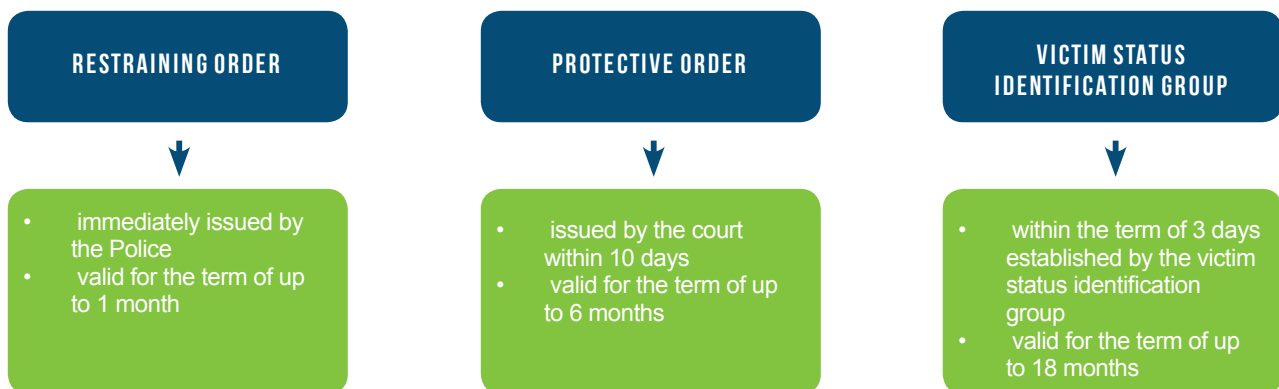 RESTRAINING ORDER
• immediately issued by
the Police
• valid for the term of up
to 1 month
PROTECTIVE ORDER
• issued by the court
within 10 days
• valid for the term of up
to 6 months
VICTIM STATUS
IDENTIFICATION GROUP
• within the term of 3 days
established by the victim
status identification
group
• valid for the term of up
to 18 months